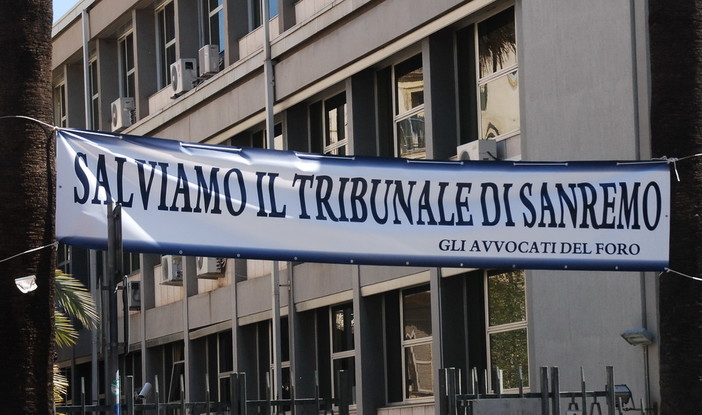 SALVIAMO IL TRIBUNALE DI SANREMO
GLI AVVOCATI DEL FORO